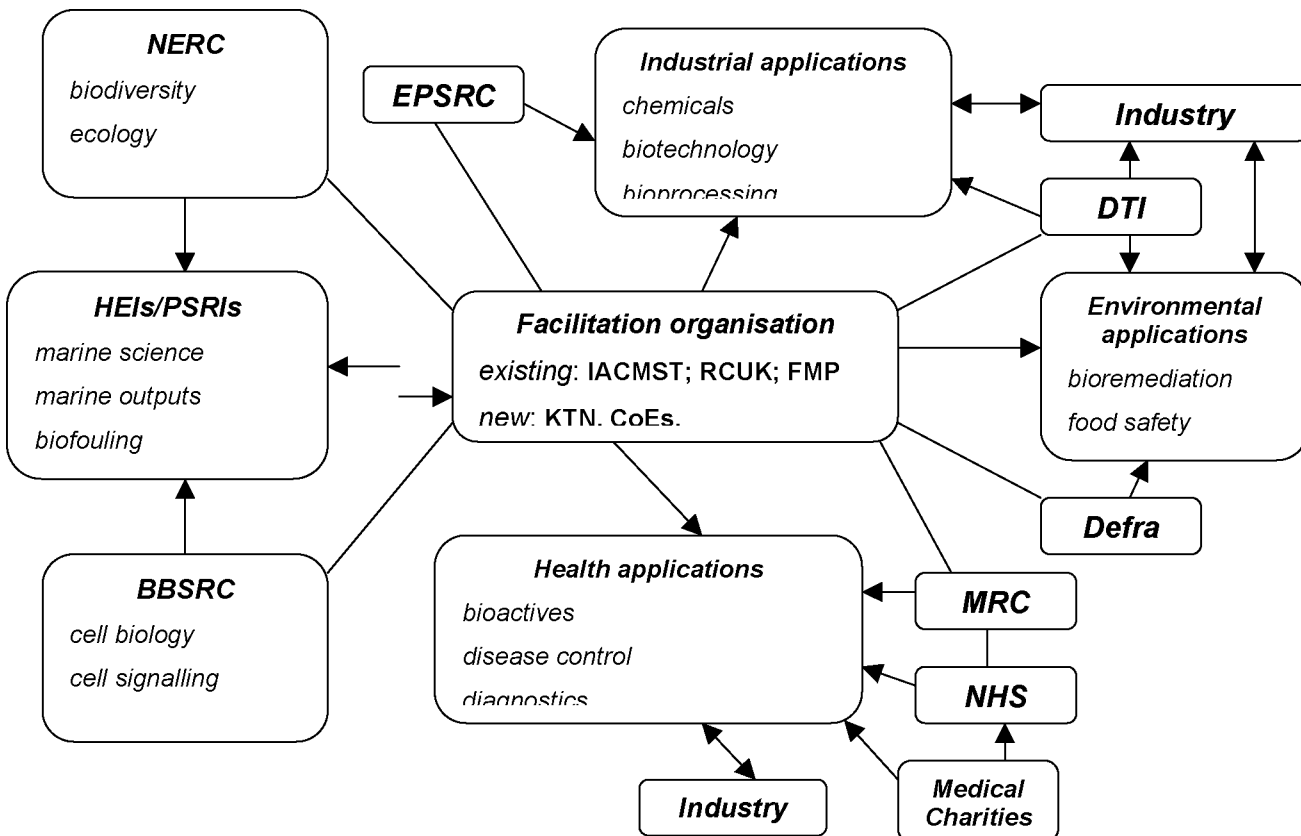 NERC
biodiversity
ecology
EPSRC
Industrial applications
chemicals
biotechnology
bioprocessing
Industry
DTI
HEIs/PSRIs
marine science
marine outputs
biofouling
Facilitation organisation
existing: IACMST; RCUK; FMP
new: KTN. CoEs.
Environmental
applications
bioremediation
food safety
Defra
BBSRC
cell biology
cell signalling
Health applications
bioactives
disease control
diagnostics
MRC
NHS
Industry
Medical
Charities